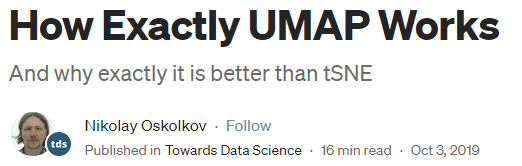 How Exactly UMAP Works
And why exactly it is better than tSNE
Nikolay Oskolkov · Follow
tds
Published in Towards Data Science · 16 min read · Oct 3, 2019